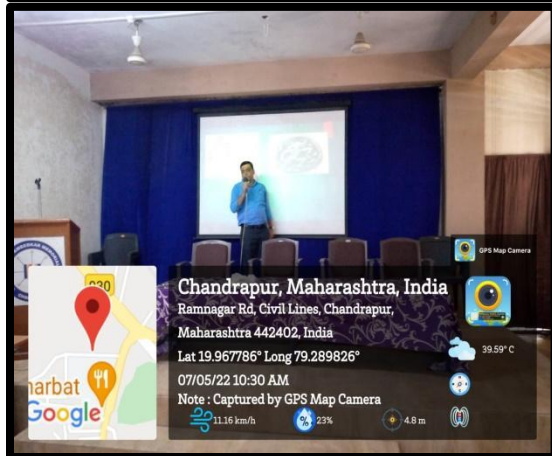 GPS Map Camera
Chandrapur, Maharashtra, India
Ramnagar Rd, Civil Lines, Chandrapur,
Maharashtra 442402, India
Lat 19.967786° Long 79.289826°
07/05/22 10:30 AM
Note : Captured by GPS Map Camera
39.59° C
11.16 km/h
23%
4.8 m
930
arbat
Google